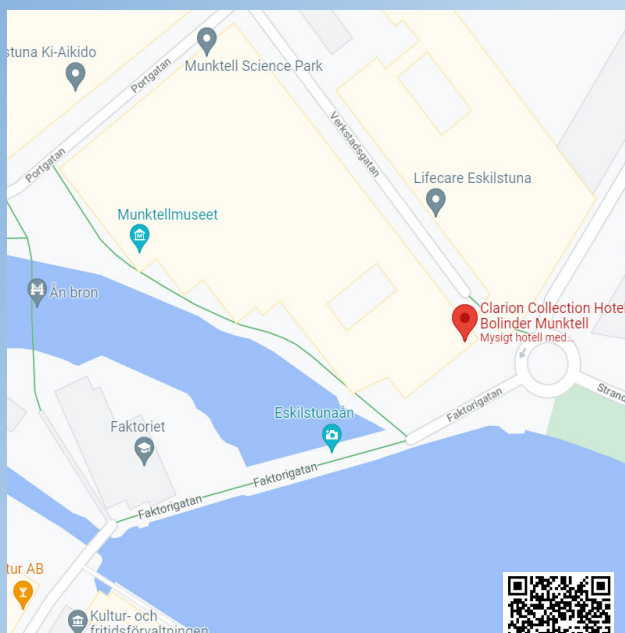 stuna Ki-Aikido
Munktell Science Park
Portgatan
Verkstadsgatan
Portgatan
Lifecare Eskilstuna
Munktellmuseet
Ån bron
Clarion Collection Hotel
Bolinder Munktell
Mysigt hotell med...
Strand
Faktorigatan
Eskilstunaån
Faktoriet
Faktorigatan
Faktorigatan
tur AB
Kultur- och
fritidsförvaltningen